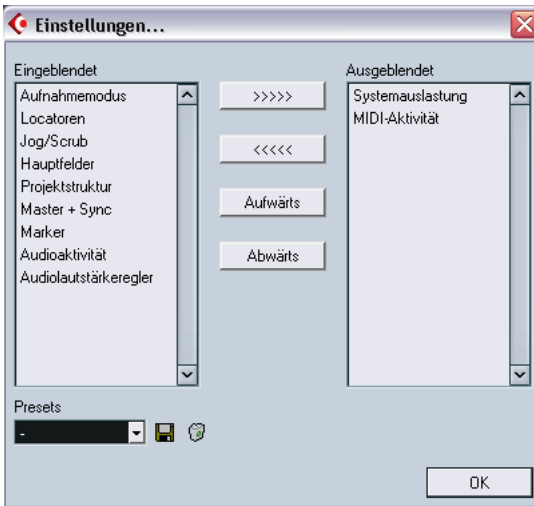 Einstellungen...
Eingeblendet
Aufnahmemodus
Locatoren
Jog/Scrub
Hauptfelder
Projektstruktur
Master + Sync
Marker
Audioaktivität
Audiolautstärkeregler
>>>>>
<<<<<
Aufwärts
Abwärts
Ausgeblendet
Systemauslastung
MIDI-Aktivität
Presets
-
OK